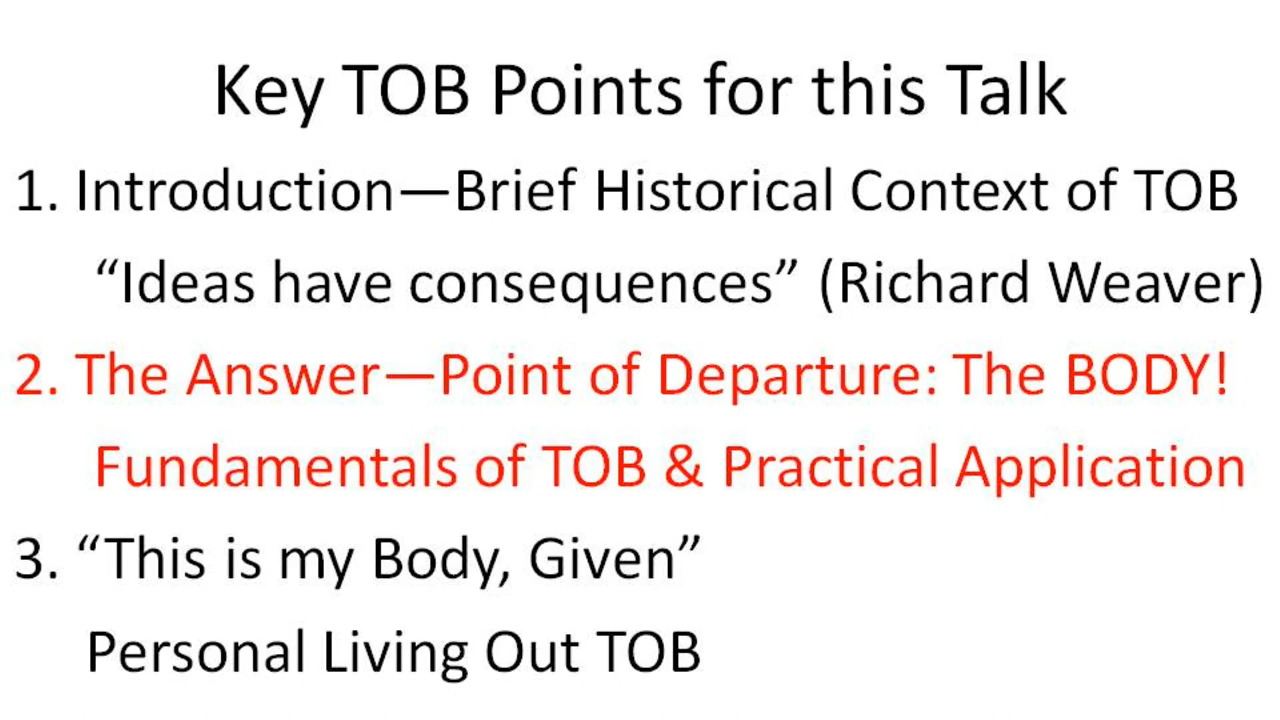 Key TOB Points for this Talk
1. Introduction—Brief Historical Context of TOB
“Ideas have consequences” (Richard Weaver)
2. The Answer—Point of Departure: The BODY!
Fundamentals of TOB & Practical Application
3. “This is my Body, Given”
Personal Living Out TOB